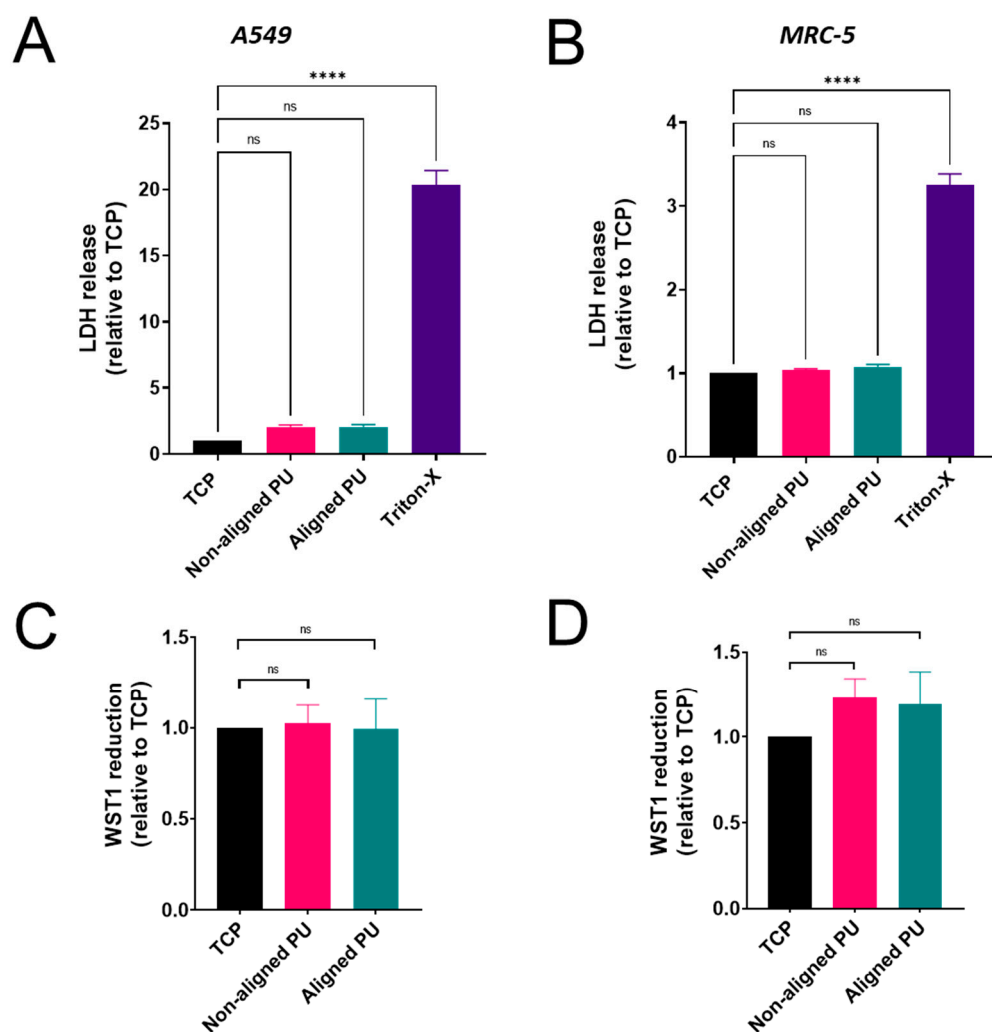 A
A549
****
ns
ns
LDH release
(relative to TCP)
25
20
15
10
5
0
TCP
Non-aligned PU
Aligned PU
Triton-X
B
MRC-5
****
ns
ns
LDH release
(relative to TCP)
4
3
2
1
0
TCP
Non-aligned PU
Aligned PU
Triton-X
C
ns
ns
WST1 reduction
(relative to TCP)
1.5
1.0
0.5
0.0
TCP
Non-aligned PU
Aligned PU
D
ns
ns
WST1 reduction
(relative to TCP)
1.5
1.0
0.5
0.0
TCP
Non-aligned PU
Aligned PU